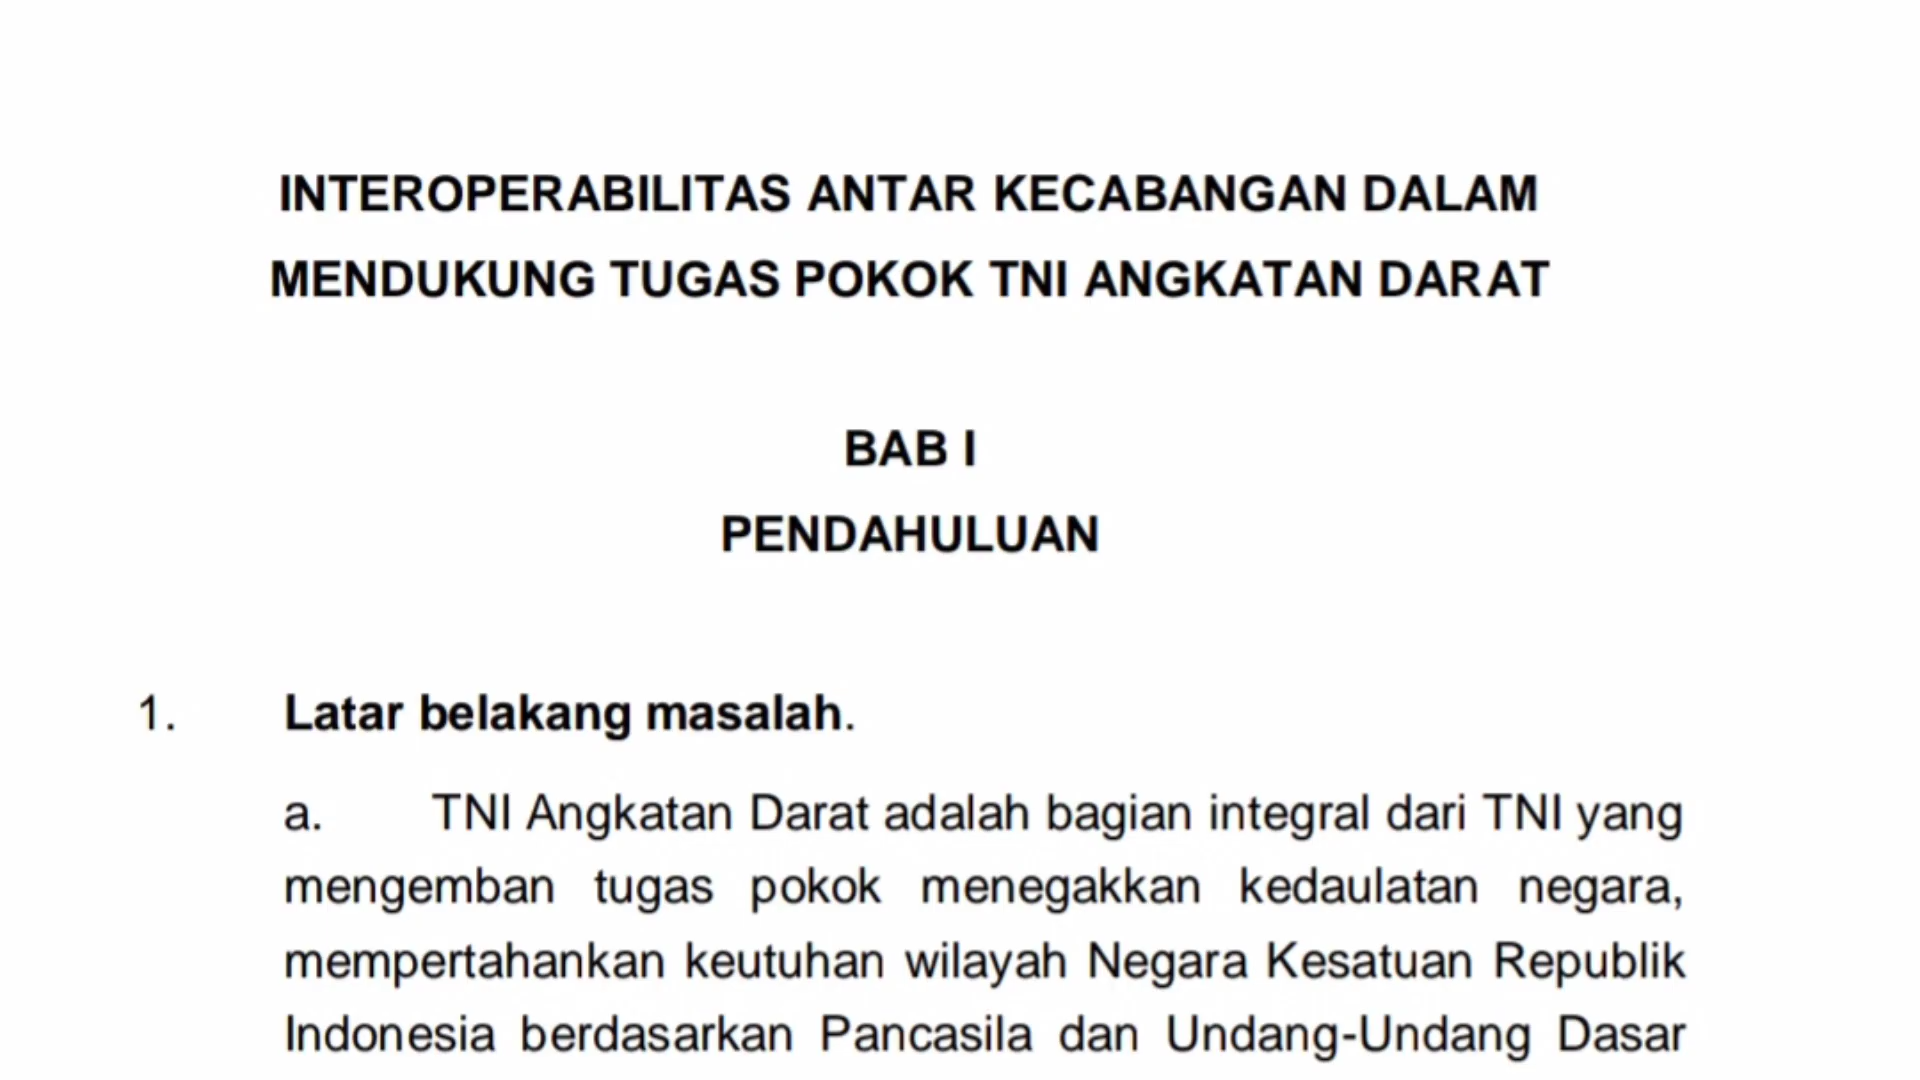 INTEROPERABILITAS ANTAR KECABANGAN DALAM
MENDUKUNG TUGAS POKOK TNI ANGKATAN DARAT
BAB I
PENDAHULUAN
1. Latar belakang masalah.
a. TNI Angkatan Darat adalah bagian integral dari TNI yang
mengemban tugas pokok menegakkan kedaulatan negara,
mempertahankan keutuhan wilayah Negara Kesatuan Republik
Indonesia berdasarkan Pancasila dan Undang-Undang Dasar